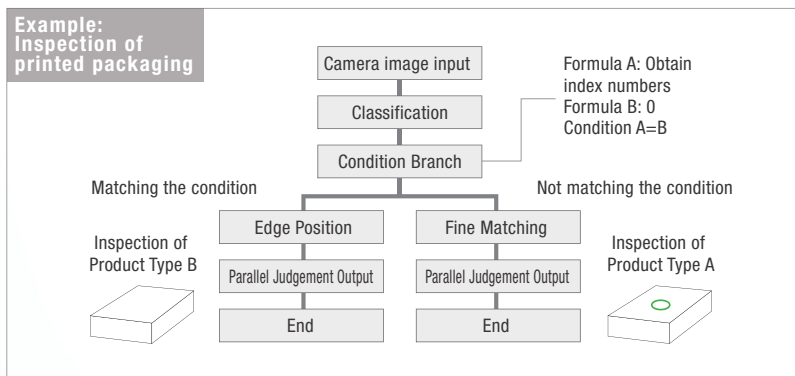 Example:
Inspection of
printed packaging
Camera image input
Classification
Condition Branch
Formula A: Obtain
index numbers
Formula B: 0
Condition A=B
Matching the condition
Not matching the condition
Edge Position
Fine Matching
Inspection of
Product Type B
Parallel Judgement Output
Parallel Judgement Output
Inspection of
Product Type A
End
End